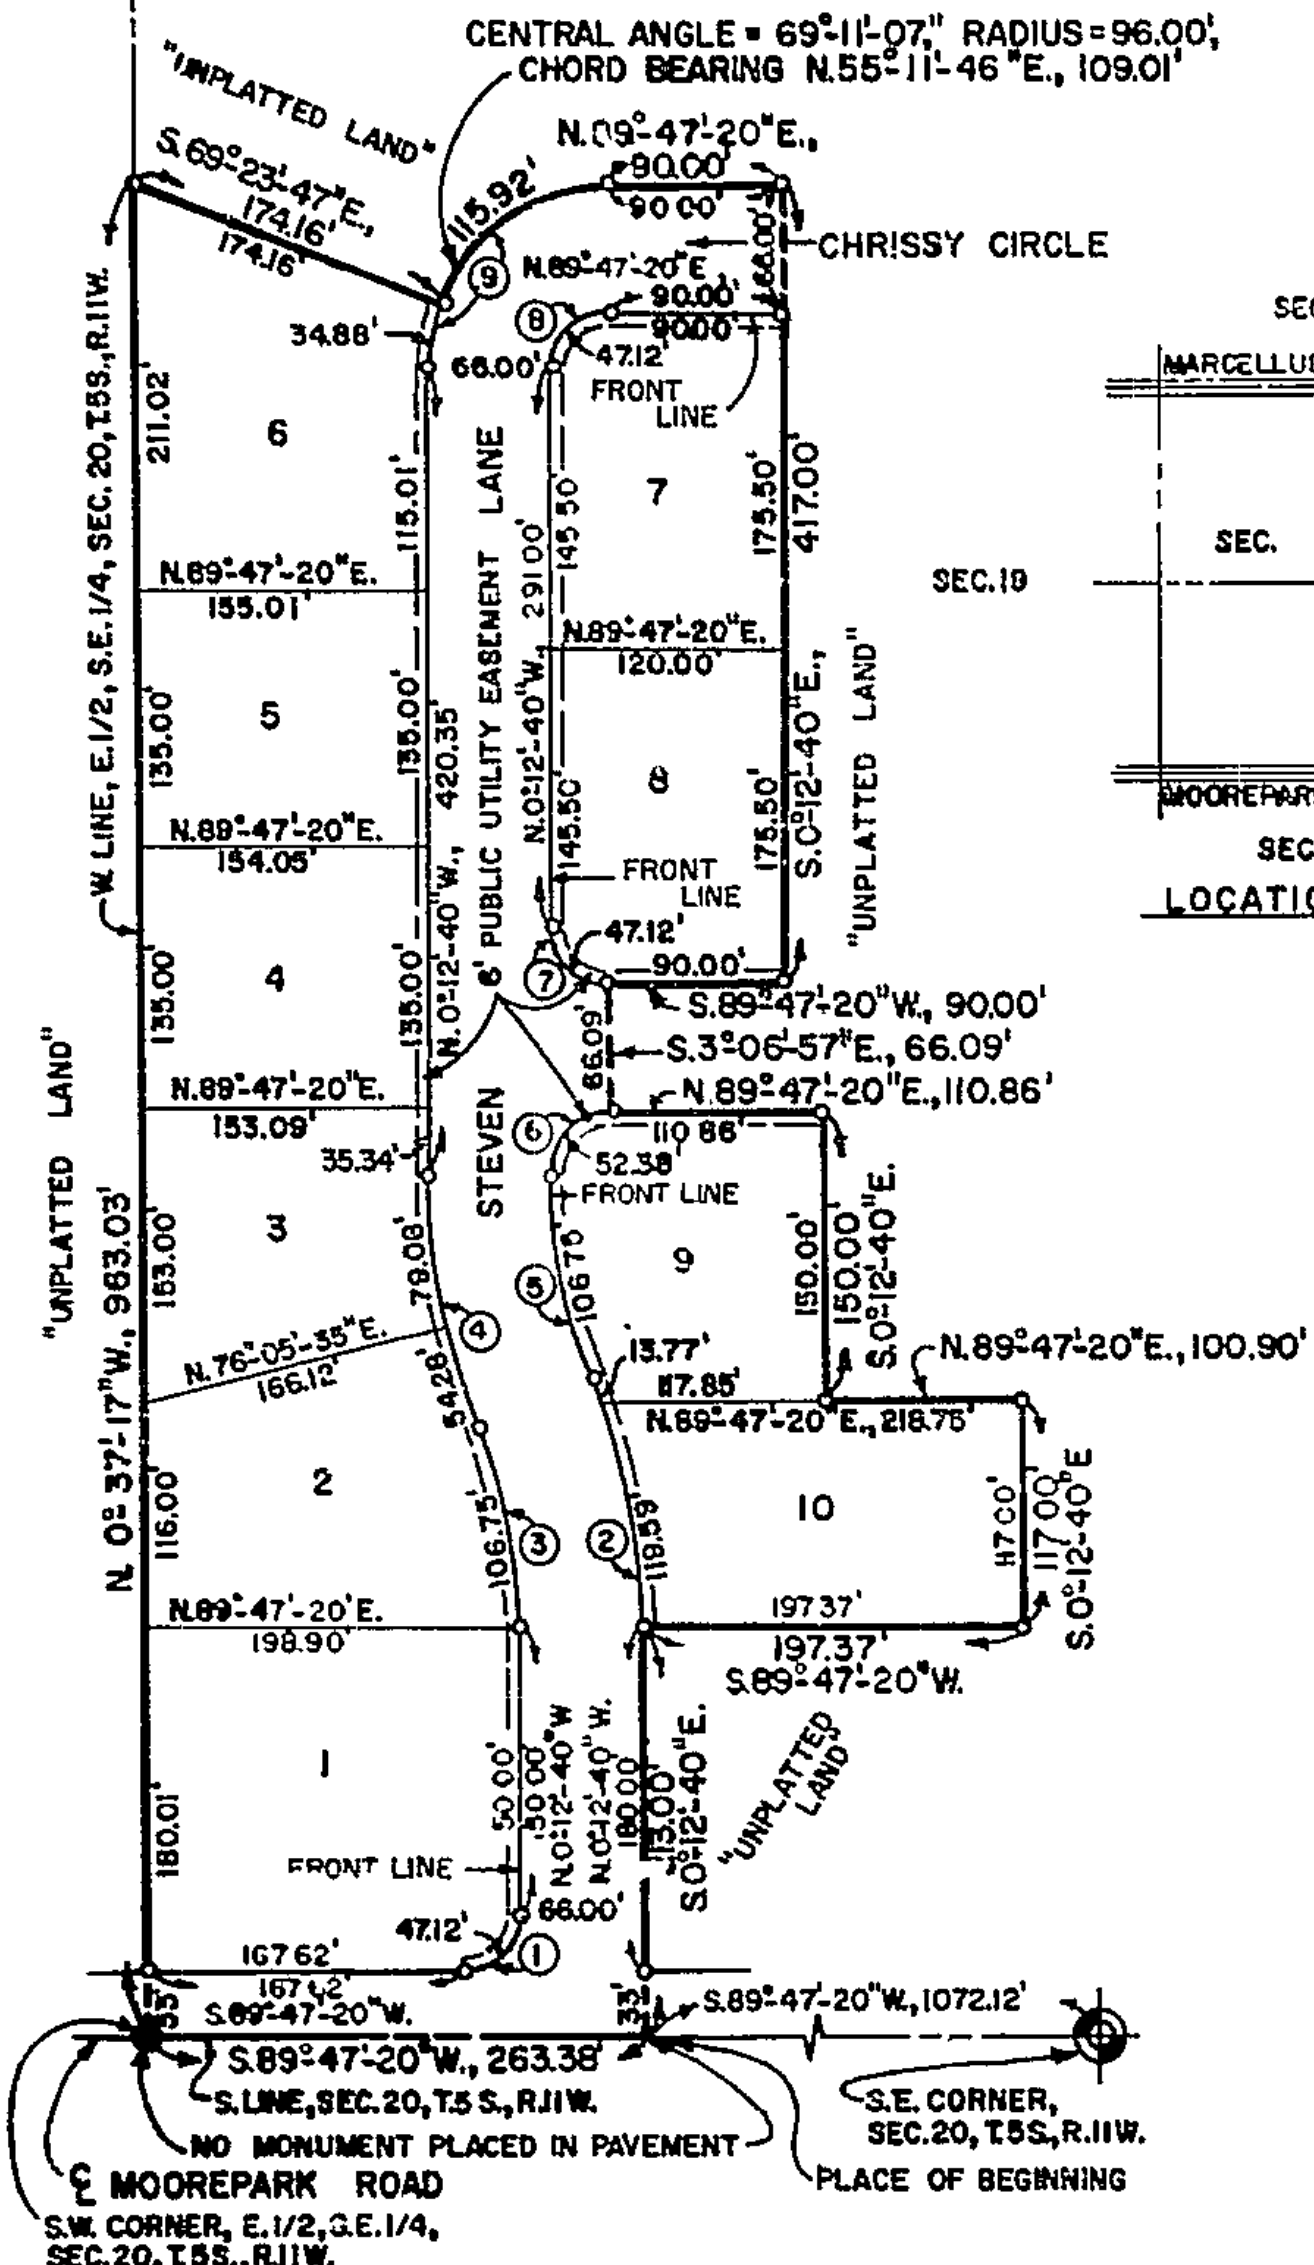 CENTRAL ANGLE = 69°-11'-07," RADIUS = 96.00',
CHORD BEARING N.55°-11'-46"E., 109.01'
"UNPLATTED LAND"
S.69°-23'-47"E.,
174.16'
174.16'
115.92'
N.09°-47'-20"E.,
90.00'
90.00'
66.00'
CHRISSY CIRCLE
9
N.89°-47'-20"E
90.00'
90.00'
8
47.12'
FRONT
LINE
34.88'
66.00'
W. LINE, E.1/2, S.E.1/4, SEC. 20, T.5S., R.11W.
211.02'
6
115.01'
7
145.50'
291.00'
N.0°-12'-40"W.,
175.50'
417.00'
S.0°-12'-40"E.,
"UNPLATTED LAND"
N.89°-47'-20"E.
155.01'
N.89°-47'-20"E.
120.00'
135.00'
5
135.00'
420.35'
N.0°-12'-40"W.,
6' PUBLIC UTILITY EASEMENT
LANE
8
145.50'
175.50'
N.89°-47'-20"E.
154.05'
FRONT
LINE
47.12'
7
90.00'
S.89°-47'-20"W., 90.00'
135.00'
4
135.00'
66.09'
S.3°-06'-57"E., 66.09'
N.89°-47'-20"E., 110.86'
N.89°-47'-20"E.
153.09'
STEVEN
6
110.86'
52.38'
FRONT LINE
35.34'
"UNPLATTED LAND"
N. 0°-37'-17"W., 983.03'
153.00'
3
79.08'
4
5
106.75'
9
150.00'
150.00'
S.0°-12'-40"E.
N.76°-05'-35"E.
166.12'
54.28'
13.77'
117.85'
N.89°-47'-20"E., 218.75'
N.89°-47'-20"E., 100.90'
116.00'
2
106.75'
3
2
119.59'
10
117.00'
117.00'
S.0°-12'-40"E
N.89°-47'-20"E.
198.90'
197.37'
197.37'
S.89°-47'-20"W.
180.01'
1
150.00'
N.0°-12'-40"W
N.0°-12'-40"W.
180.00'
S.0°-12'-40"E.
"UNPLATTED
LAND"
FRONT LINE
66.00'
47.12'
1
167.62'
S.89°-47'-20"W.
33'
33'
S.89°-47'-20"W., 1072.12'
S.89°-47'-20"W., 263.38'
S.LINE, SEC.20, T.5S., R.11W.
NO MONUMENT PLACED IN PAVEMENT
S.E. CORNER,
SEC.20, T.5S., R.11W.
PLACE OF BEGINNING
℄ MOOREPARK ROAD
S.W. CORNER, E.1/2, S.E.1/4,
SEC.20, T.5S., R.11W.
MARCELLUS
SEC.
SEC.19
MOOREPARK
SEC.